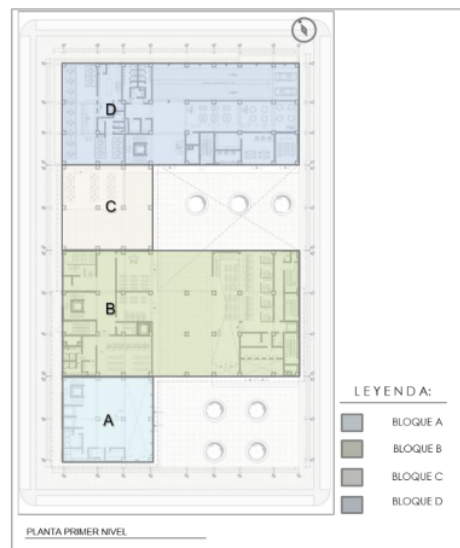 D
C
B
A
LEYENDA:
BLOQUE A
BLOQUE B
BLOQUE C
BLOQUE D
PLANTA PRIMER NIVEL